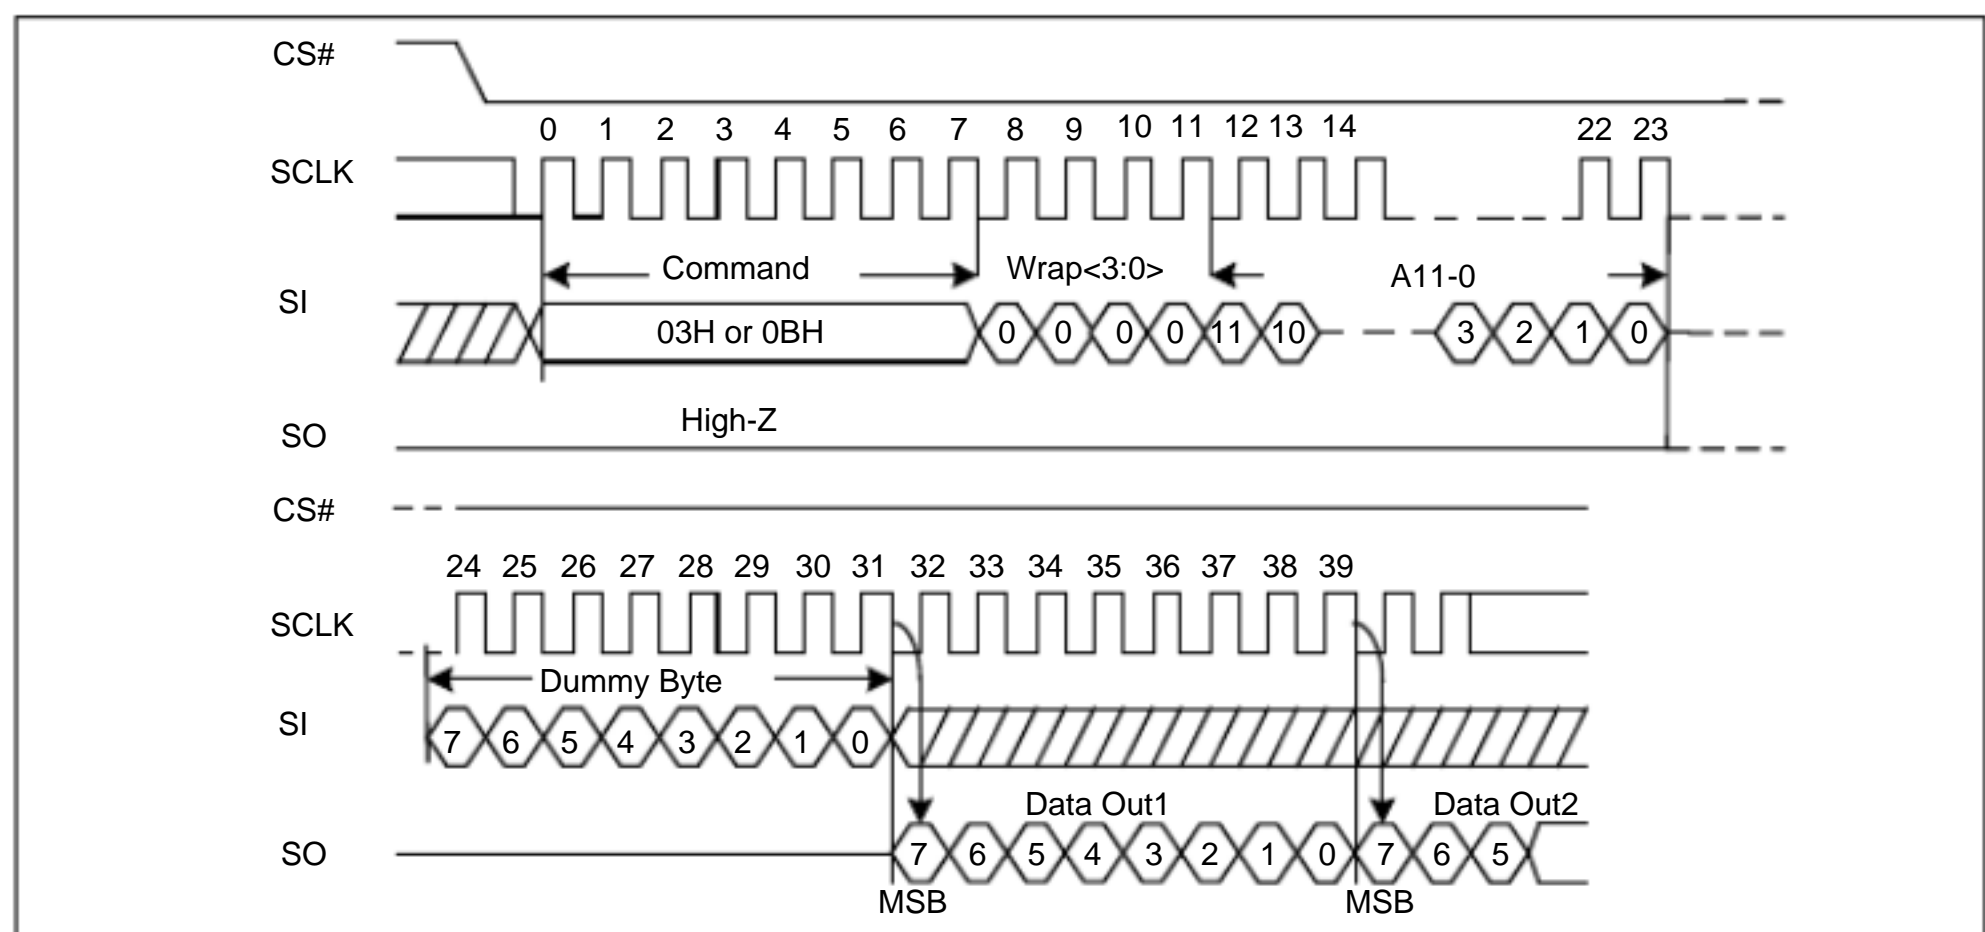 CS#
0 1 2 3 4 5 6 7 8 9 10 11 12 13 14 22 23
SCLK
Command Wrap<3:0> A11-0
SI
03H or 0BH 0 0 0 0 11 10 3 2 1 0
High-Z
SO
CS#
24 25 26 27 28 29 30 31 32 33 34 35 36 37 38 39
SCLK
Dummy Byte
SI
7 6 5 4 3 2 1 0
Data Out1 Data Out2
SO 7 6 5 4 3 2 1 0 7 6 5
MSB MSB